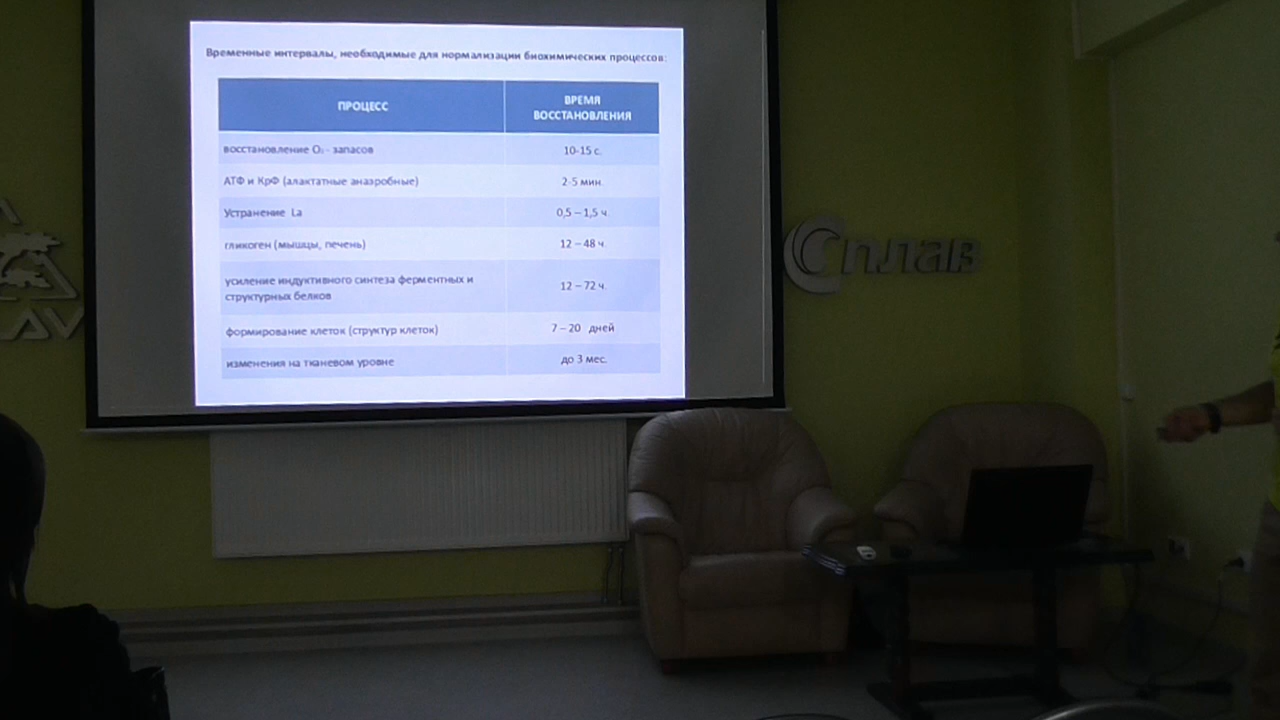 Временные интервалы, необходимые для нормализации биохимических процессов:
ПРОЦЕСС
ВРЕМЯ
ВОССТАНОВЛЕНИЯ
восстановление O₂ - запасов
10-15 с.
АТФ и КрФ (алактатные анаэробные)
2-5 мин.
Устранение La
0,5 – 1,5 ч.
гликоген (мышцы, печень)
12 – 48 ч.
усиление индуктивного синтеза ферментных и
структурных белков
12 – 72 ч.
формирование клеток (структур клеток)
7 – 20 дней
изменения на тканевом уровне
до 3 мес.
Сплав
LAV